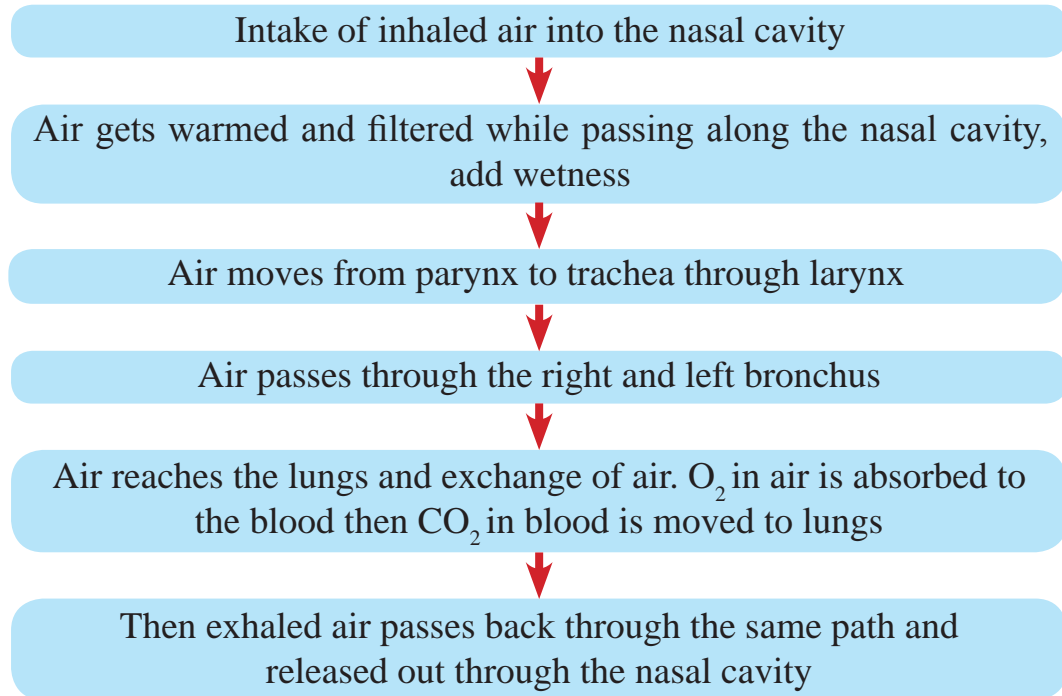 Intake of inhaled air into the nasal cavity
Air gets warmed and filtered while passing along the nasal cavity,
add wetness
Air moves from parynx to trachea through larynx
Air passes through the right and left bronchus
Air reaches the lungs and exchange of air. O₂ in air is absorbed to
the blood then CO₂ in blood is moved to lungs
Then exhaled air passes back through the same path and
released out through the nasal cavity